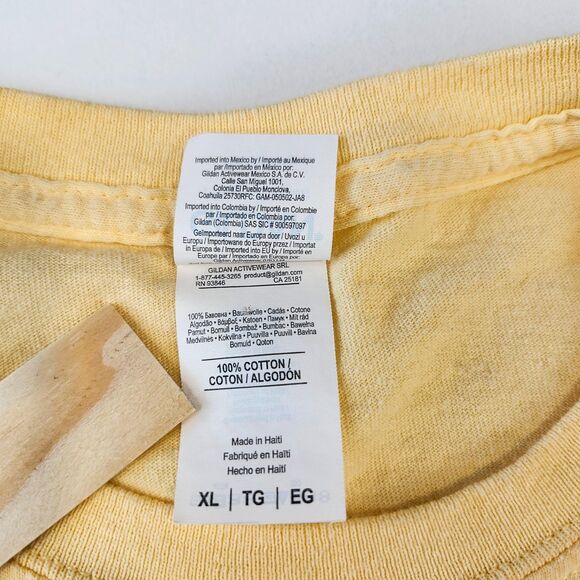 Imported into Mexico by / Importé au Mexique
par / Importado en México por:
Gildan Activewear Mexico S.A. de C.V.
Calle San Miguel 1001,
Colonia El Pueblo Monclova,
Coahuila 25730RFC: GAM-050502-JA8
Imported into Colombia by / Importé en Colombie
par / Importado en Colombia por:
Gildan (Colombia) SAS SIC # 900597097
Geïmporteerd naar Europa door / Uvozi u
Europu / Importowane do Europy przez / Importat
in Europa de / Imported into EU by / Importé en
Europe par / Importado en Europa por:
GILDAN ACTIVEWEAR SRL
1-877-445-3265 product@gildan.com
RN 93846 CA 25181
100% Бавовна • Baumwolle • Cadás • Cotone
Algodão • Βάμβαξ • Katoen • Памук • Mít rád
Pamut • Bomull • Bombaž • Bumbac • Bawełna
Medvilnės • Kokvilna • Puuvilla • Puuvill • Bavlna
Bomuld • Qoton
100% COTTON /
COTON / ALGODÓN
Made in Haiti
Fabriqué en Haïti
Hecho en Haití
XL | TG | EG